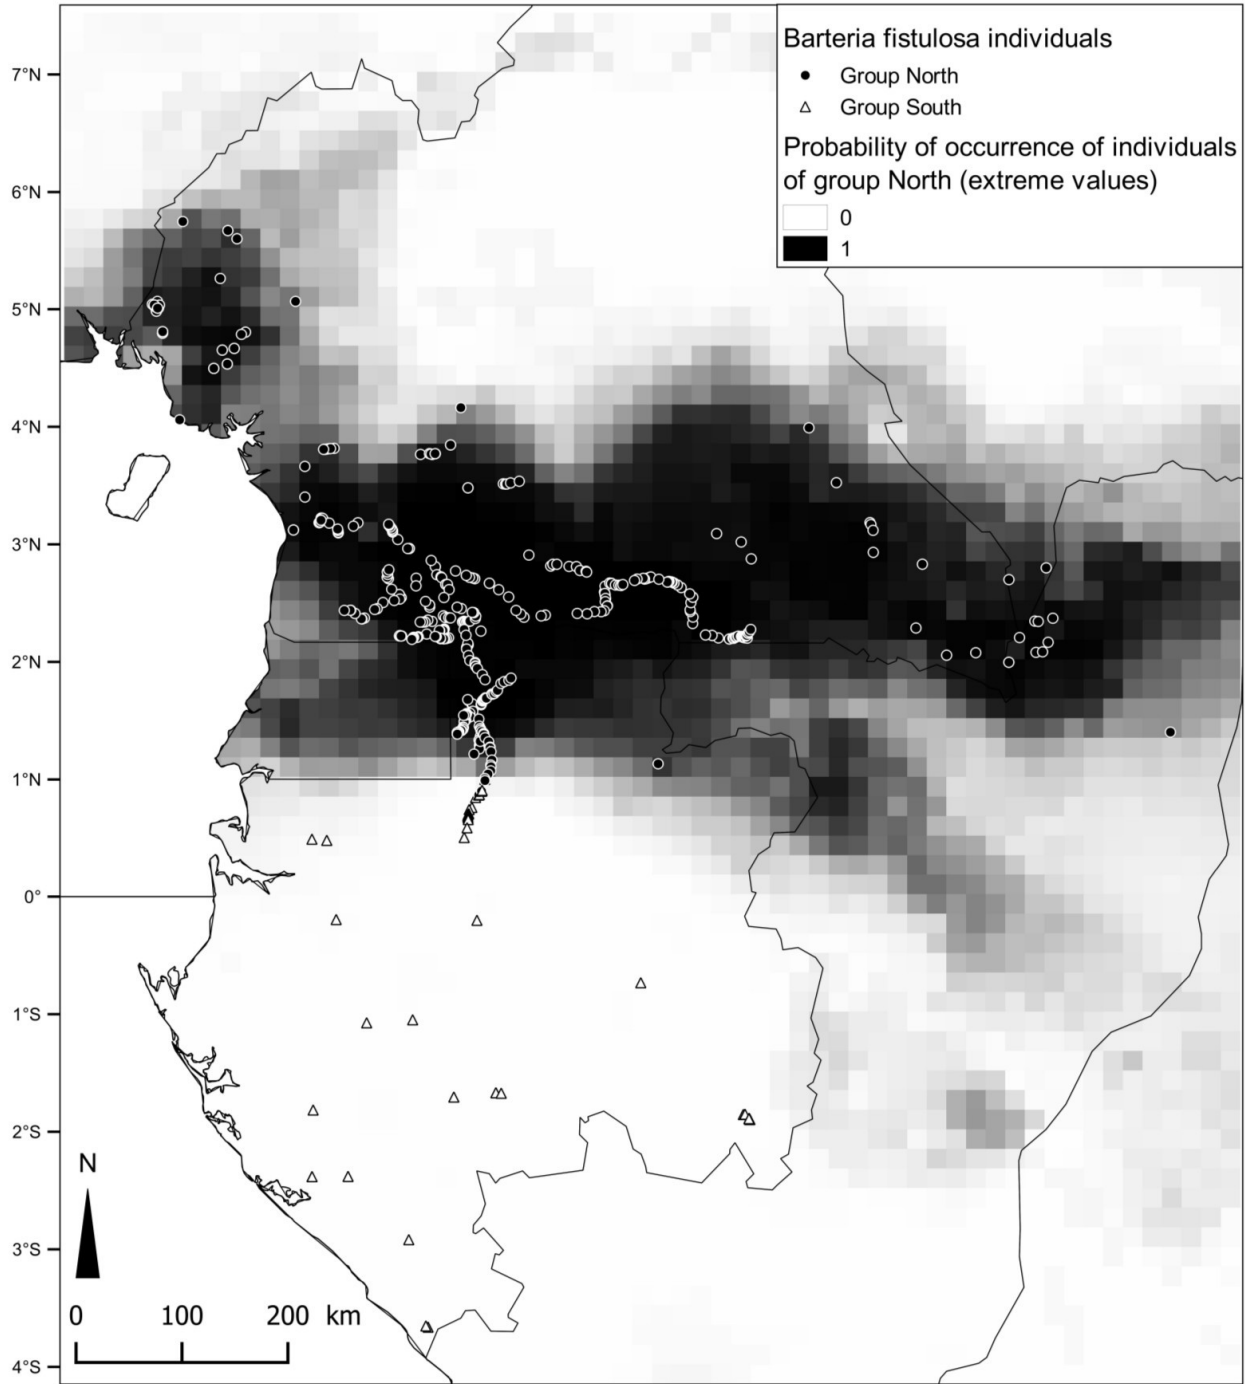 Barteria fistulosa individuals
Group North
Group South
Probability of occurrence of individuals
of group North (extreme values)
0
1
7°N
6°N
5°N
4°N
3°N
2°N
1°N
0°
1°S
2°S
3°S
4°S
N
0 100 200 km